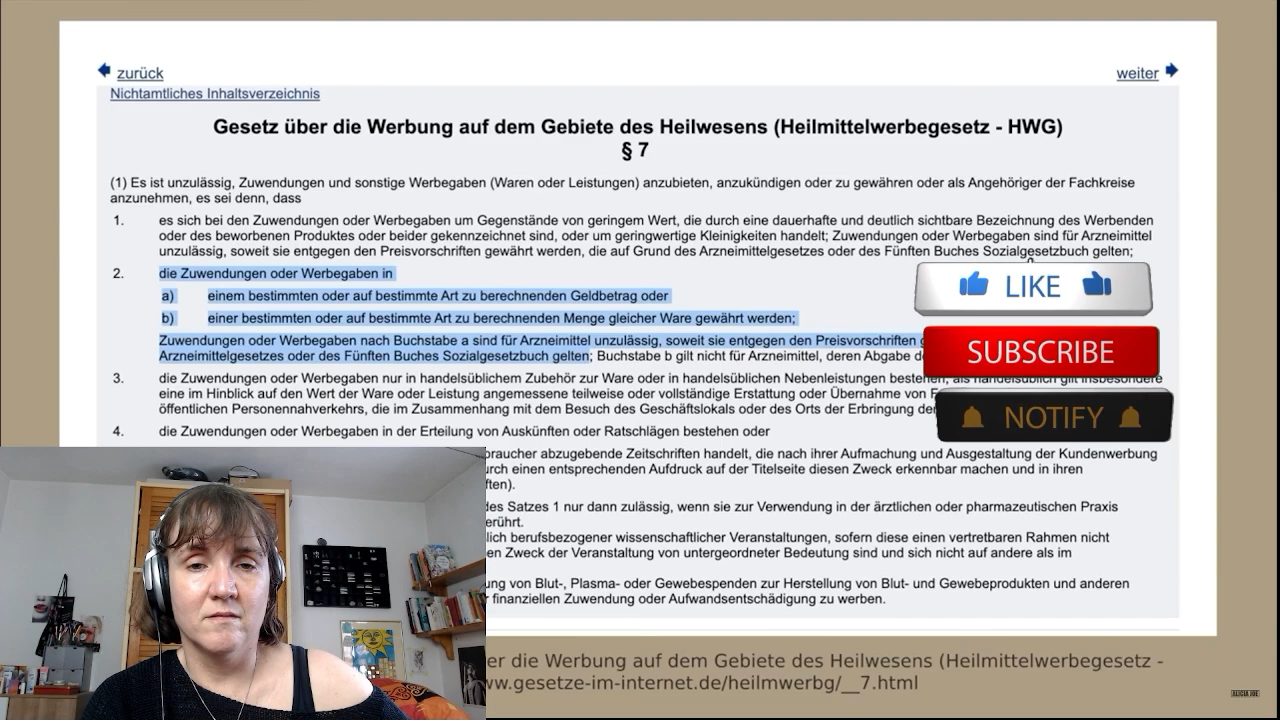 zurück
weiter
Nichtamtliches Inhaltsverzeichnis
Gesetz über die Werbung auf dem Gebiete des Heilwesens (Heilmittelwerbegesetz - HWG)
§ 7
(1) Es ist unzulässig, Zuwendungen und sonstige Werbegaben (Waren oder Leistungen) anzubieten, anzukündigen oder zu gewähren oder als Angehöriger der Fachkreise
anzunehmen, es sei denn, dass
1. es sich bei den Zuwendungen oder Werbegaben um Gegenstände von geringem Wert, die durch eine dauerhafte und deutlich sichtbare Bezeichnung des Werbenden
oder des beworbenen Produktes oder beider gekennzeichnet sind, oder um geringwertige Kleinigkeiten handelt; Zuwendungen oder Werbegaben sind für Arzneimittel
unzulässig, soweit sie entgegen den Preisvorschriften gewährt werden, die auf Grund des Arzneimittelgesetzes oder des Fünften Buches Sozialgesetzbuch gelten;
2. die Zuwendungen oder Werbegaben in
a) einem bestimmten oder auf bestimmte Art zu berechnenden Geldbetrag oder
b) einer bestimmten oder auf bestimmte Art zu berechnenden Menge gleicher Ware gewährt werden;
Zuwendungen oder Werbegaben nach Buchstabe a sind für Arzneimittel unzulässig, soweit sie entgegen den Preisvorschriften
Arzneimittelgesetzes oder des Fünften Buches Sozialgesetzbuch gelten; Buchstabe b gilt nicht für Arzneimittel, deren Abgabe
3. die Zuwendungen oder Werbegaben nur in handelsüblichem Zubehör zur Ware oder in handelsüblichen Nebenleistungen bestehen; als handelsüblich gilt insbesondere
eine im Hinblick auf den Wert der Ware oder Leistung angemessene teilweise oder vollständige Erstattung oder Übernahme von
öffentlichen Personennahverkehrs, die im Zusammenhang mit dem Besuch des Geschäftslokals oder des Orts der Erbringung
4. die Zuwendungen oder Werbegaben in der Erteilung von Auskünften oder Ratschlägen bestehen oder
LIKE
SUBSCRIBE
NOTIFY
braucher abzugebende Zeitschriften handelt, die nach ihrer Aufmachung und Ausgestaltung der Kundenwerbung
urch einen entsprechenden Aufdruck auf der Titelseite diesen Zweck erkennbar machen und in ihren
ften).
des Satzes 1 nur dann zulässig, wenn sie zur Verwendung in der ärztlichen oder pharmazeutischen Praxis
erührt.
lich berufsbezogener wissenschaftlicher Veranstaltungen, sofern diese einen vertretbaren Rahmen nicht
en Zweck der Veranstaltung von untergeordneter Bedeutung sind und sich nicht auf andere als im
ung von Blut-, Plasma- oder Gewebespenden zur Herstellung von Blut- und Gewebeprodukten und anderen
finanziellen Zuwendung oder Aufwandsentschädigung zu werben.
er die Werbung auf dem Gebiete des Heilwesens (Heilmittelwerbegesetz -
ww.gesetze-im-internet.de/heilmwerbg/__7.html
ALICIA JOE